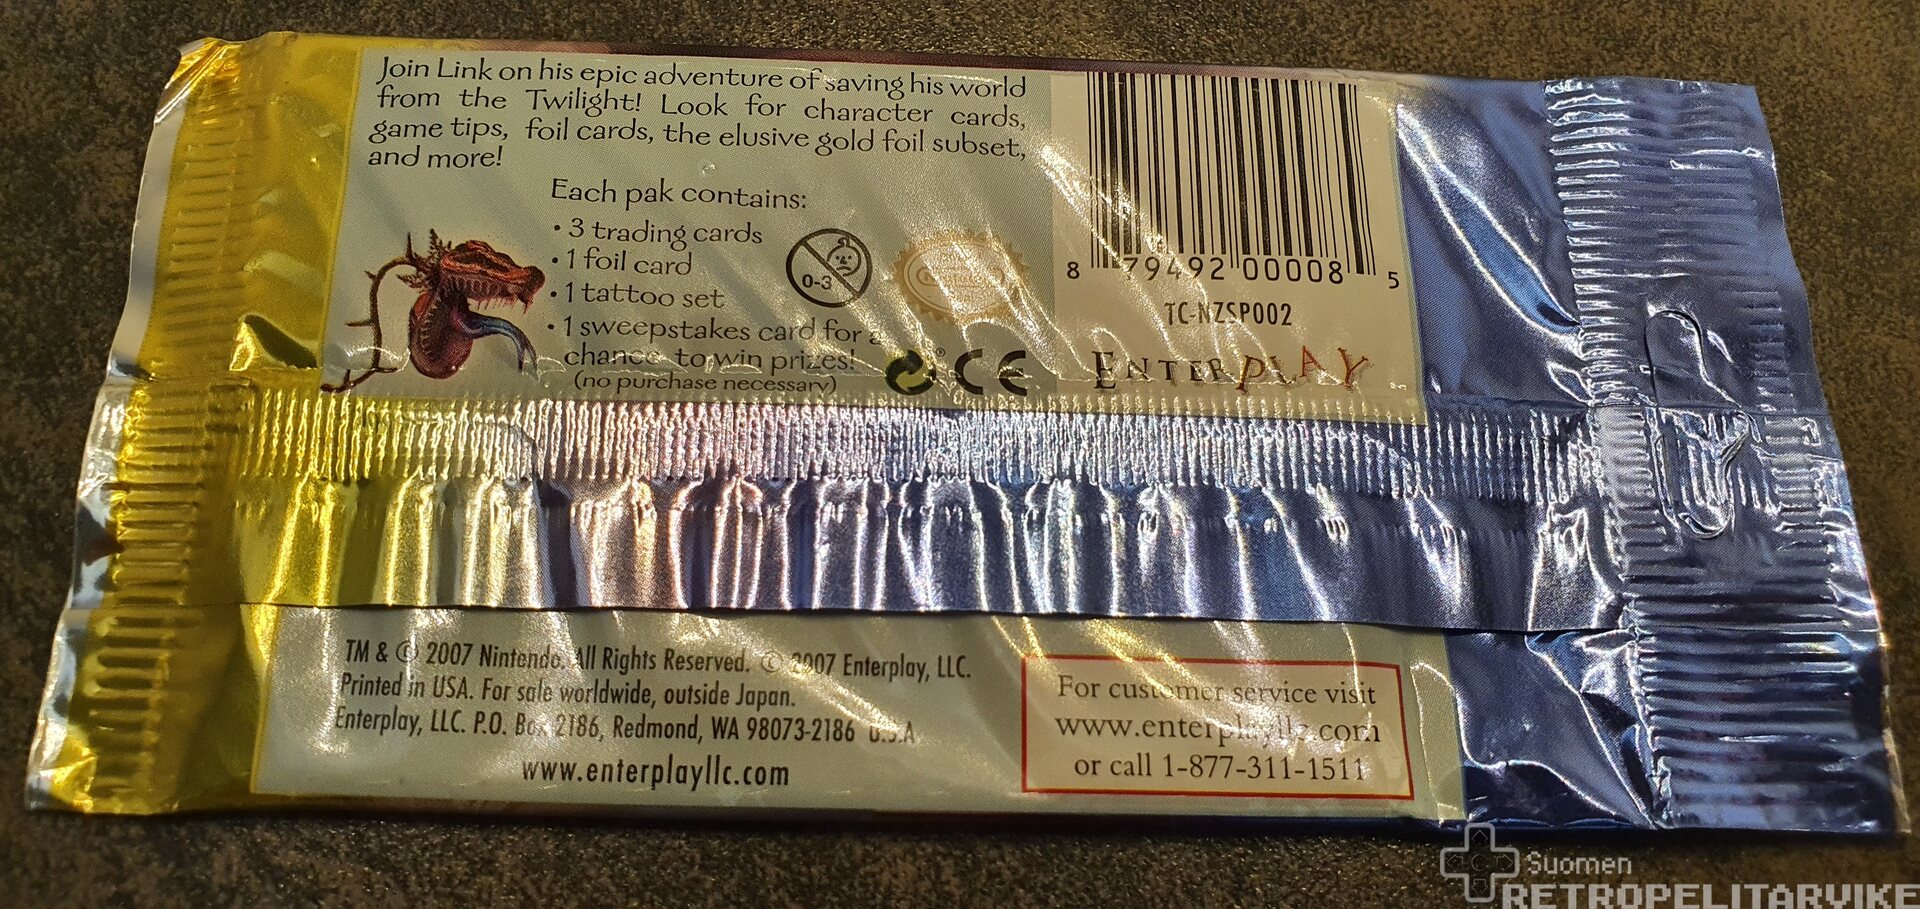 Join Link on his epic adventure of saving his world
from the Twilight! Look for character cards,
game tips, foil cards, the elusive gold foil subset,
and more!
Each pak contains:
• 3 trading cards
• 1 foil card
• 1 tattoo set
• 1 sweepstakes card for a
chance to win prizes!
(no purchase necessary)
0-3
CE
8 79492 00008 5
TC-NZSP002
ENTERPLAY
TM & © 2007 Nintendo. All Rights Reserved. © 2007 Enterplay, LLC.
Printed in USA. For sale worldwide, outside Japan.
Enterplay, LLC. P.O. Box 2186, Redmond, WA 98073-2186 U.S.A
www.enterplayllc.com
For customer service visit
www.enterplayllc.com
or call 1-877-311-1511
Suomen
RETROPELITARVIKE